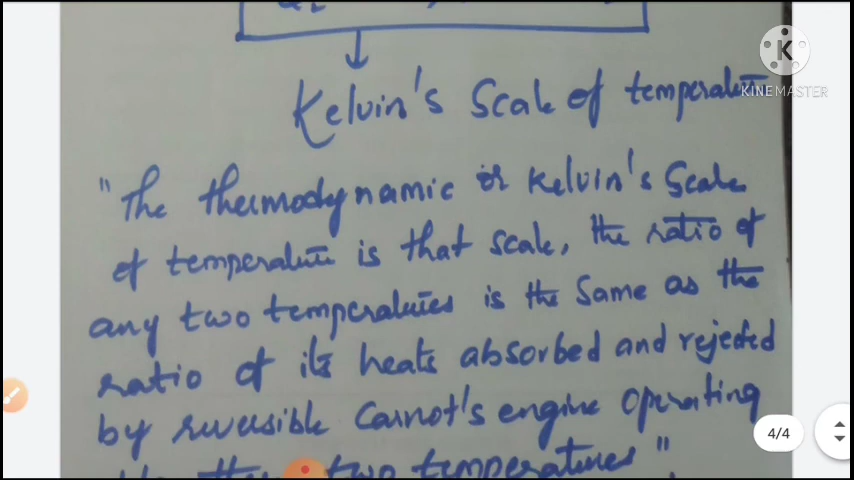 Kelvin's Scale of temperature
K
KINEMASTER
"The thermodynamic or Kelvin's Scale
of temperature is that scale, the ratio of
any two temperatures is the same as the
ratio of its heats absorbed and rejected
by reversible Carnot's engine operating
two temperatures"
4/4